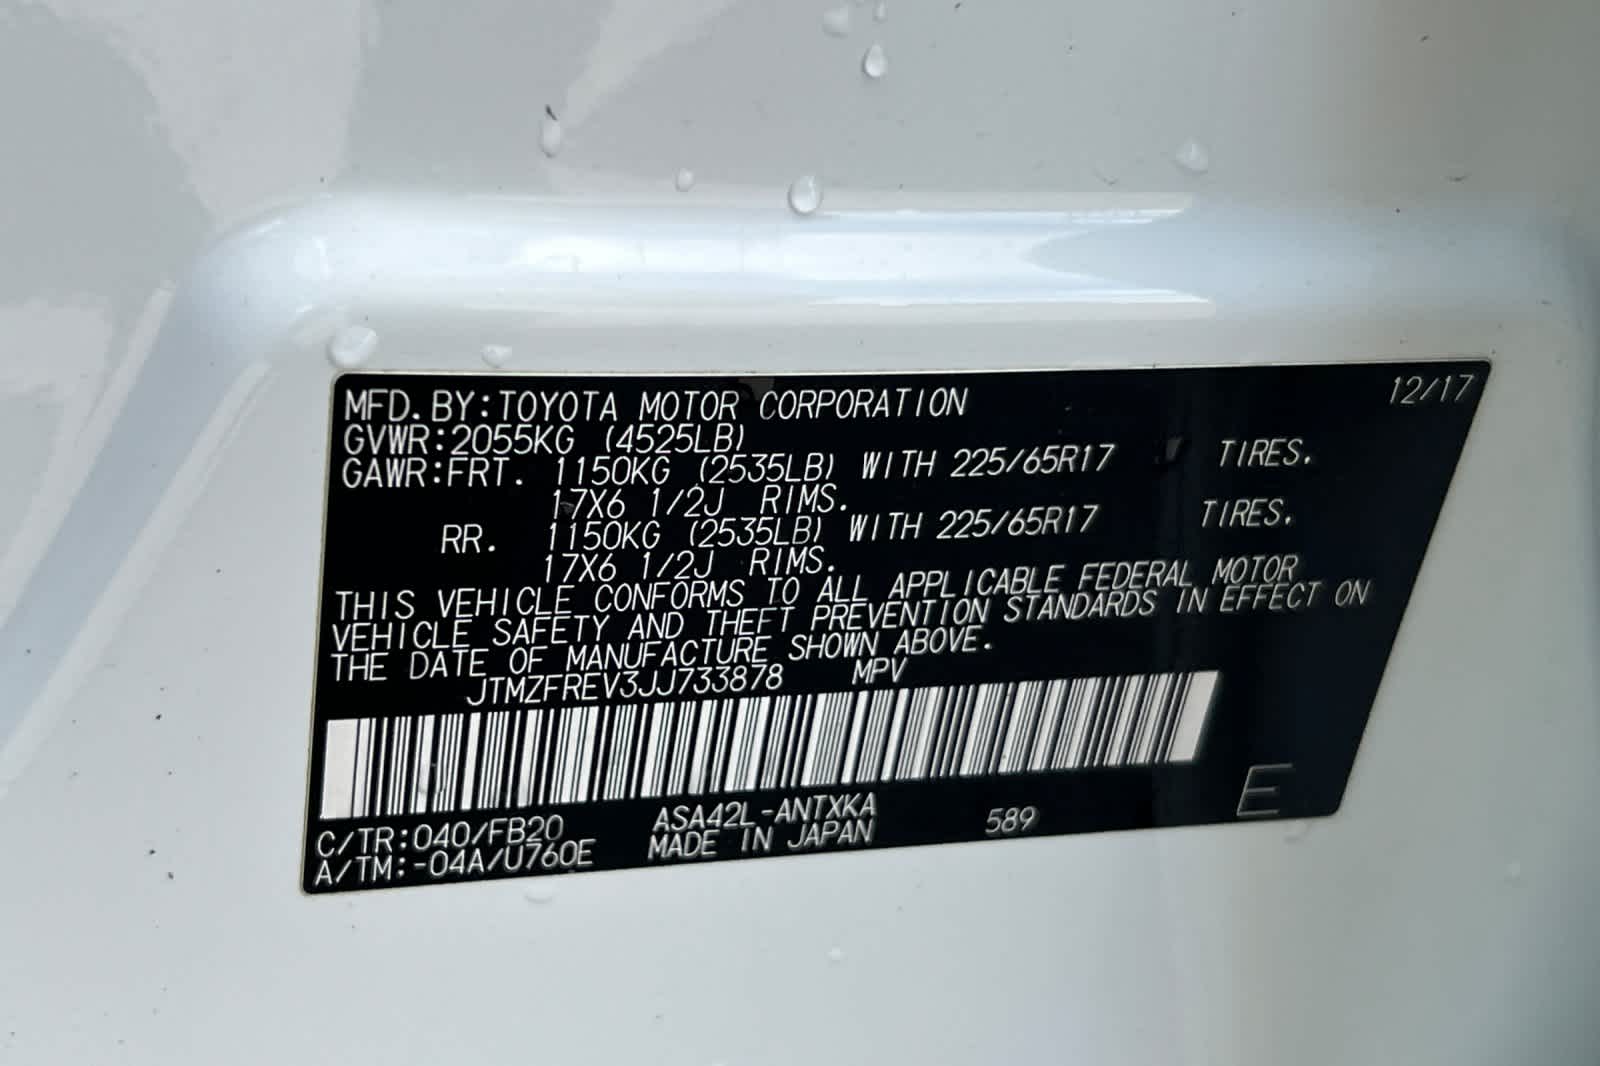 12/17
MFD. BY:TOYOTA MOTOR CORPORATION
GVWR:2055KG (4525LB)
GAWR:FRT. 1150KG (2535LB) WITH 225/65R17 TIRES.
17X6 1/2J RIMS.
RR. 1150KG (2535LB) WITH 225/65R17 TIRES.
17X6 1/2J RIMS.
THIS VEHICLE CONFORMS TO ALL APPLICABLE FEDERAL MOTOR
VEHICLE SAFETY AND THEFT PREVENTION STANDARDS IN EFFECT ON
THE DATE OF MANUFACTURE SHOWN ABOVE.
JTMZFREV3JJ733878 MPV
C/TR:040/FB20 ASA42L-ANTXKA 589 E
A/TM:-04A/U760E MADE IN JAPAN